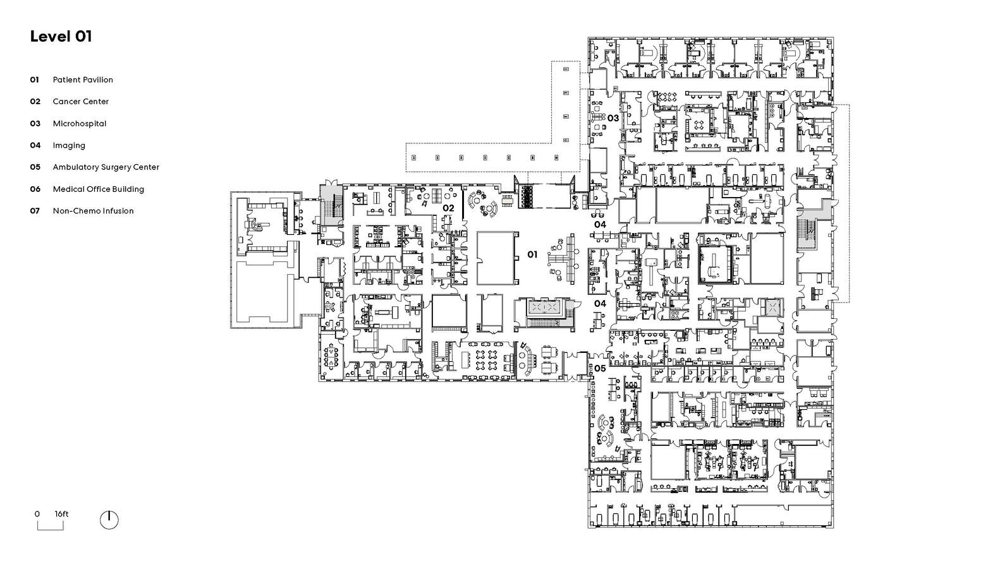 Level 01
01 Patient Pavilion
02 Cancer Center
03 Microhospital
04 Imaging
05 Ambulatory Surgery Center
06 Medical Office Building
07 Non-Chemo Infusion
03
02
04
01
04
05
0 16ft